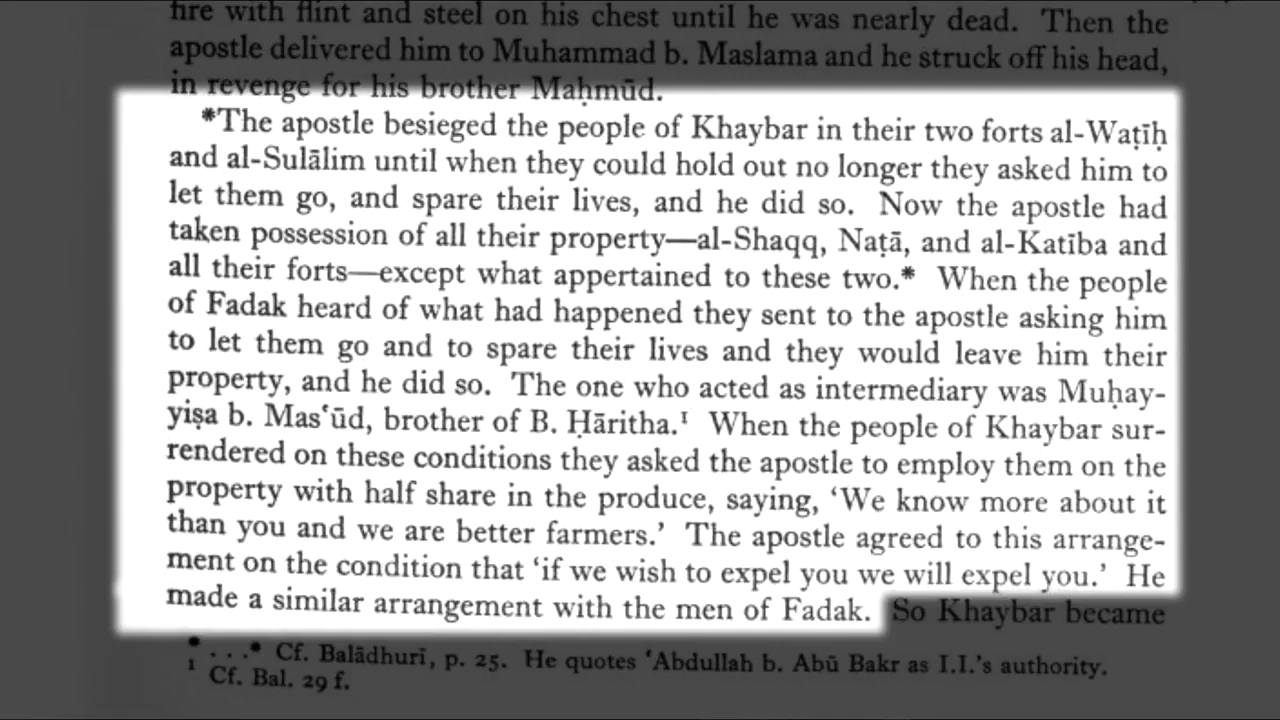 fire with flint and steel on his chest until he was nearly dead. Then the
apostle delivered him to Muhammad b. Maslama and he struck off his head,
in revenge for his brother Maḥmūd.
*The apostle besieged the people of Khaybar in their two forts al-Waṭīḥ
and al-Sulālim until when they could hold out no longer they asked him to
let them go, and spare their lives, and he did so. Now the apostle had
taken possession of all their property—al-Shaqq, Naṭā, and al-Katība and
all their forts—except what appertained to these two.* When the people
of Fadak heard of what had happened they sent to the apostle asking him
to let them go and to spare their lives and they would leave him their
property, and he did so. The one who acted as intermediary was Muḥay-
yiṣa b. Mas‘ūd, brother of B. Ḥāritha.¹ When the people of Khaybar sur-
rendered on these conditions they asked the apostle to employ them on the
property with half share in the produce, saying, ‘We know more about it
than you and we are better farmers.’ The apostle agreed to this arrange-
ment on the condition that ‘if we wish to expel you we will expel you.’ He
made a similar arrangement with the men of Fadak. So Khaybar became
* . . .* Cf. Balādhurī, p. 25. He quotes ‘Abdullah b. Abū Bakr as I.I.’s authority.
¹ Cf. Bal. 29 f.